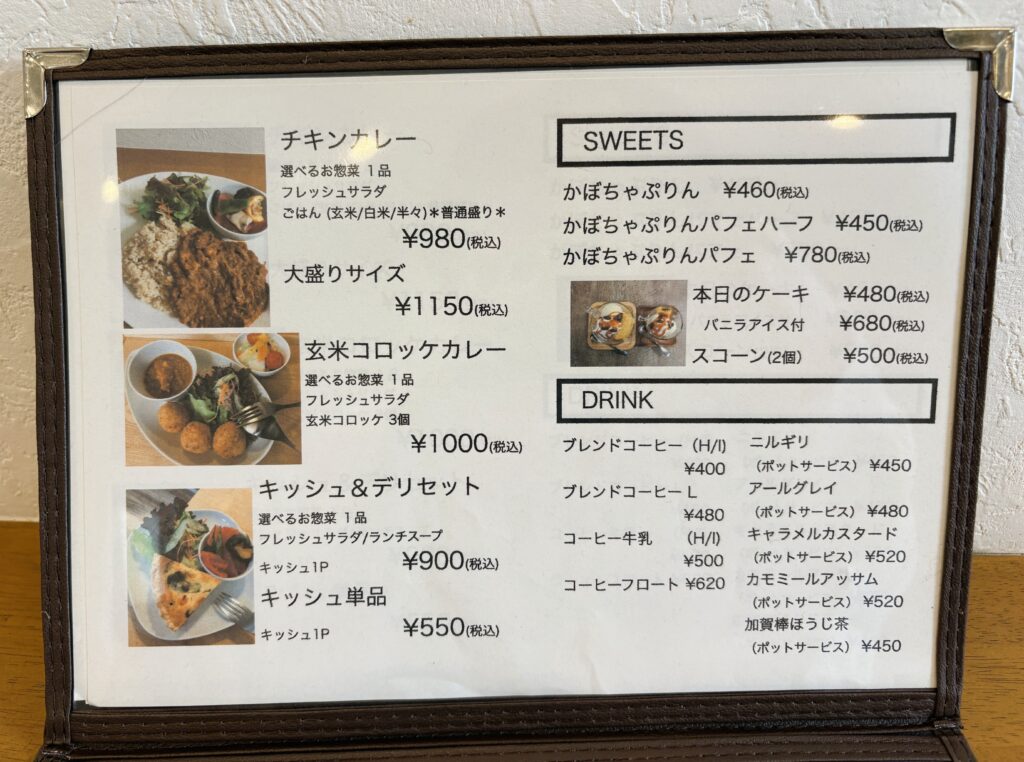 チキンカレー
選べるお惣菜 1品
フレッシュサラダ
ごはん (玄米/白米/半々)＊普通盛り＊
¥980(税込)
大盛りサイズ
¥1150(税込)
玄米コロッケカレー
選べるお惣菜 1品
フレッシュサラダ
玄米コロッケ 3個
¥1000(税込)
キッシュ＆デリセット
選べるお惣菜 1品
フレッシュサラダ/ランチスープ
キッシュ1P ¥900(税込)
キッシュ単品
キッシュ1P ¥550(税込)
SWEETS
かぼちゃぷりん ¥460(税込)
かぼちゃぷりんパフェハーフ ¥450(税込)
かぼちゃぷりんパフェ ¥780(税込)
本日のケーキ ¥480(税込)
バニラアイス付 ¥680(税込)
スコーン(2個) ¥500(税込)
DRINK
ブレンドコーヒー（H/I)
¥400
ブレンドコーヒー L
¥480
コーヒー牛乳 （H/I)
¥500
コーヒーフロート ¥620
ニルギリ
（ポットサービス） ¥450
アールグレイ
（ポットサービス） ¥480
キャラメルカスタード
（ポットサービス） ¥520
カモミールアッサム
（ポットサービス） ¥520
加賀棒ほうじ茶
（ポットサービス） ¥450